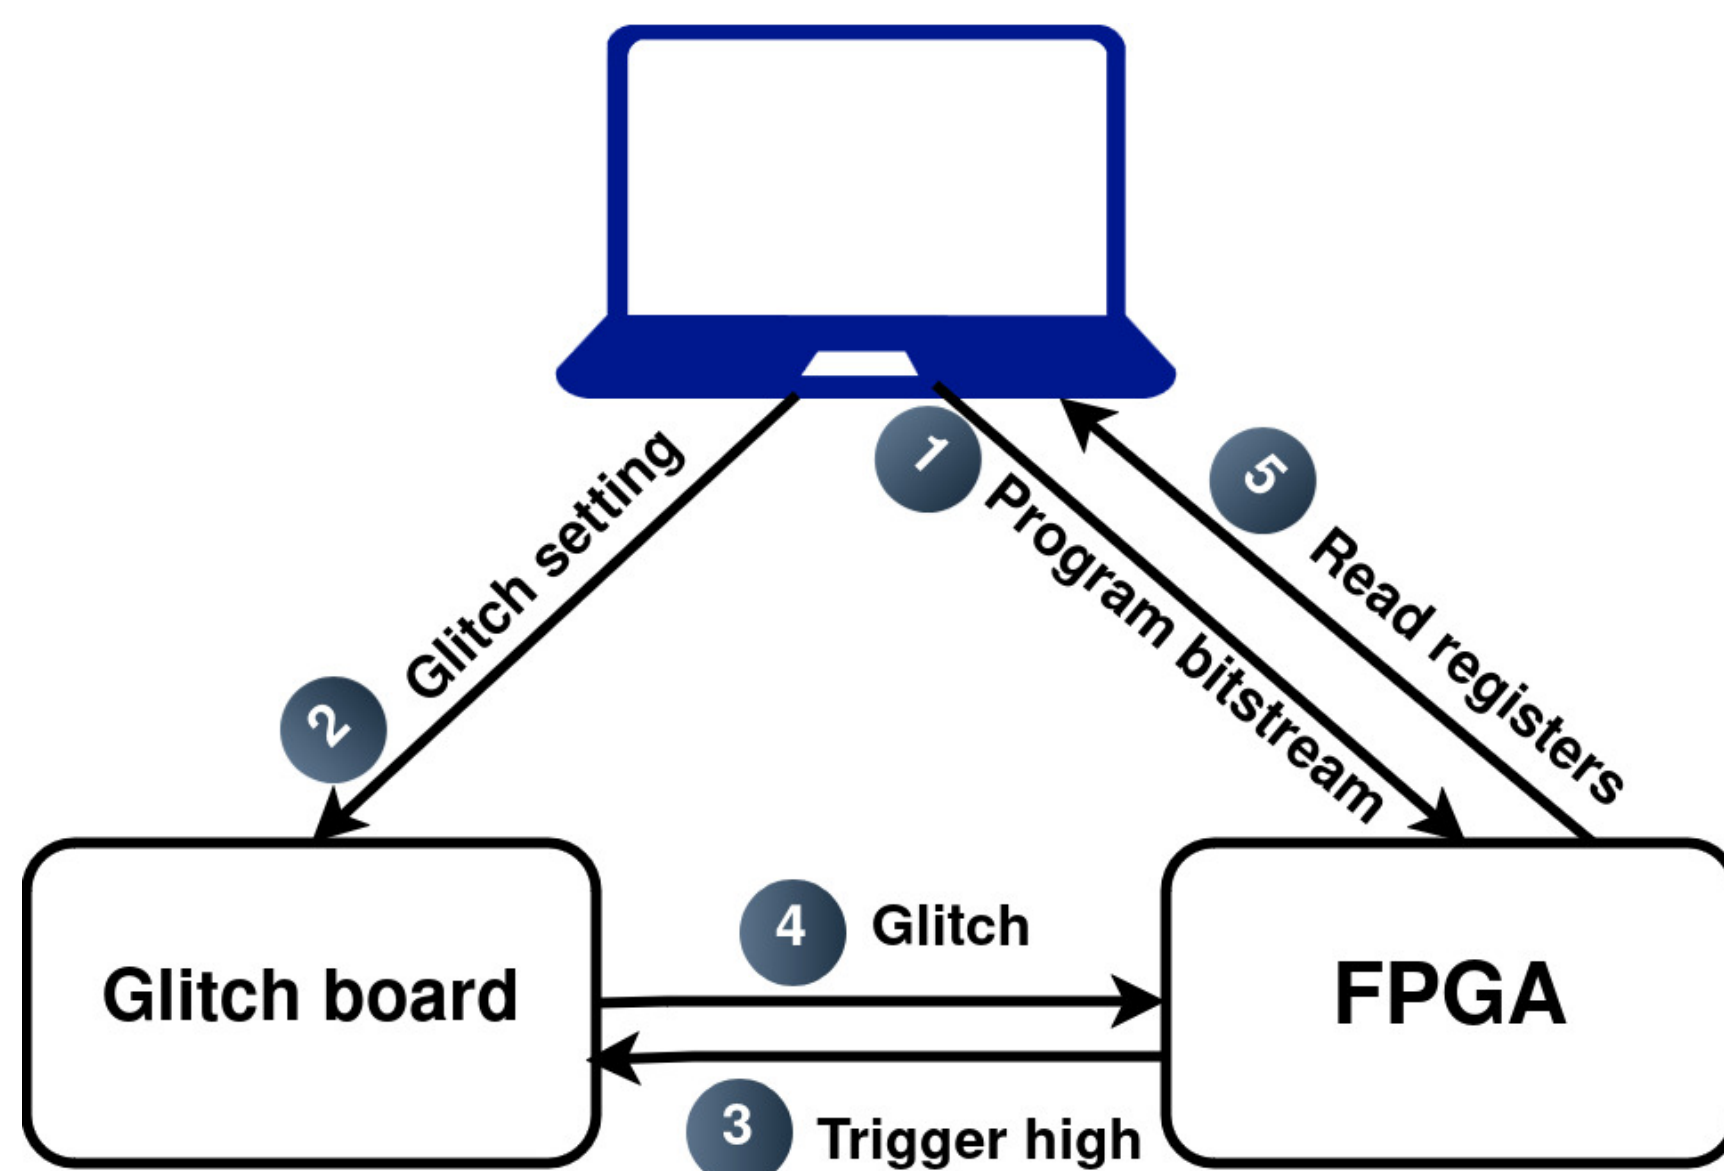 1 Program bitstream
5 Read registers
2 Glitch setting
4 Glitch
Glitch board
FPGA
3 Trigger high